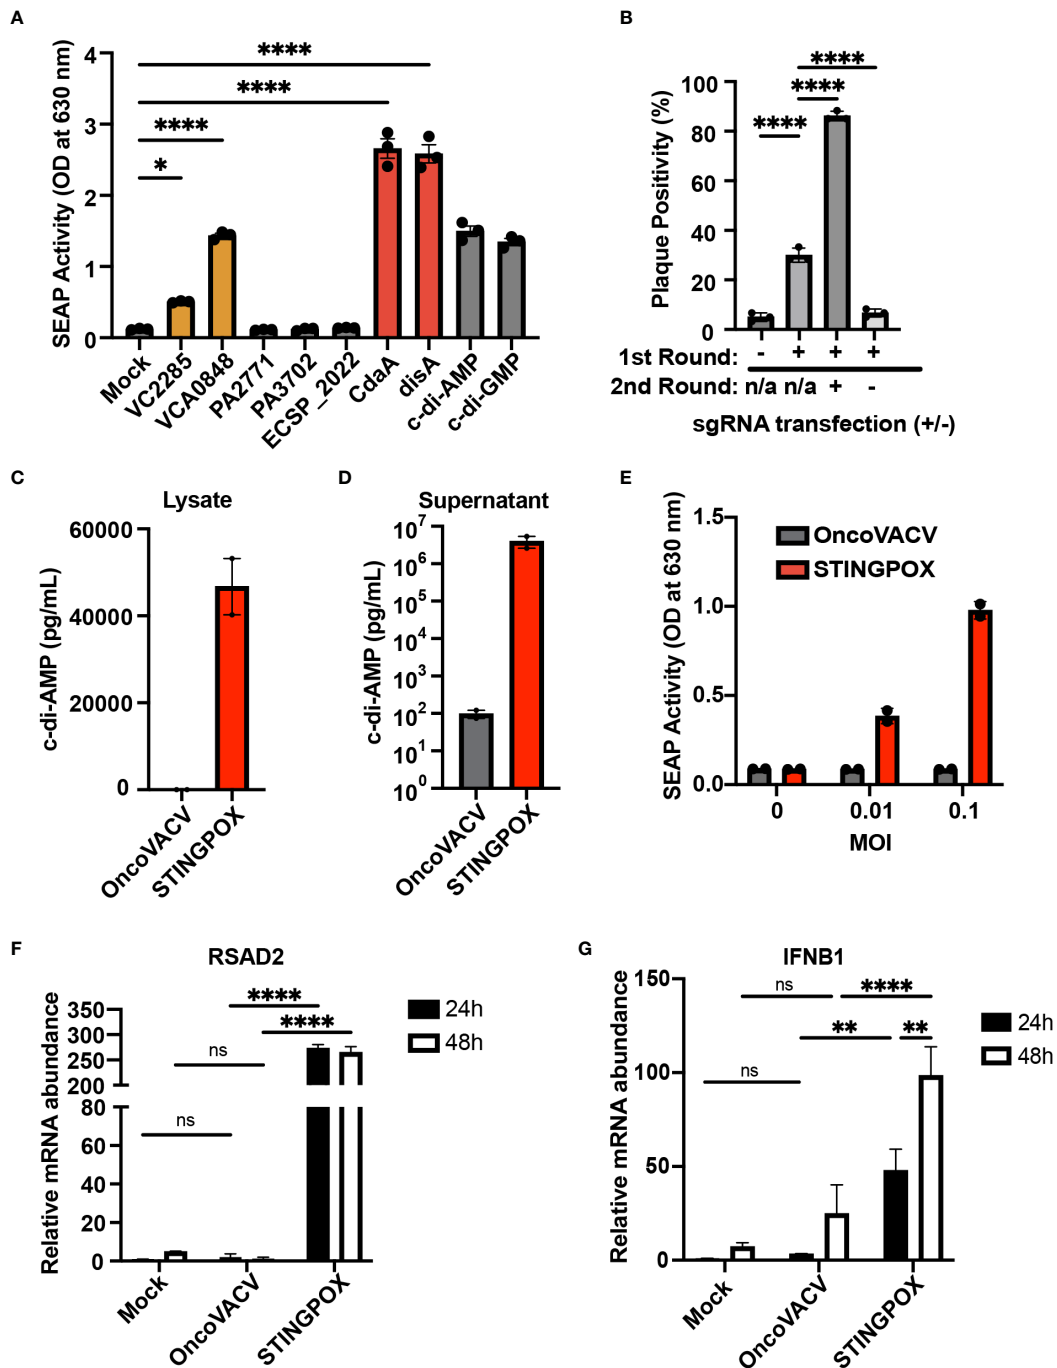 A
SEAP Activity (OD at 630 nm)
4
3
2
1
0
****
****
****
*
Mock
VC2285
VCA0848
PA2771
PA3702
ECSP_2022
CdaA
disA
c-di-AMP
c-di-GMP
B
Plaque Positivity (%)
100
80
60
40
20
0
****
****
****
1st Round: - + + +
2nd Round: n/a n/a + -
sgRNA transfection (+/-)
C
Lysate
c-di-AMP (pg/mL)
60000
40000
20000
0
OncoVACV
STINGPOX
D
Supernatant
c-di-AMP (pg/mL)
10⁷
10⁶
10⁵
10⁴
10³
10²
10¹
10⁰
OncoVACV
STINGPOX
E
SEAP Activity (OD at 630 nm)
1.5
1.0
0.5
0.0
OncoVACV
STINGPOX
0 0.01 0.1
MOI
F
RSAD2
Relative mRNA abundance
350
300
250
200
80
60
40
20
0
****
****
ns
ns
24h
48h
Mock
OncoVACV
STINGPOX
G
IFNB1
Relative mRNA abundance
150
100
50
0
ns
****
**
**
ns
24h
48h
Mock
OncoVACV
STINGPOX